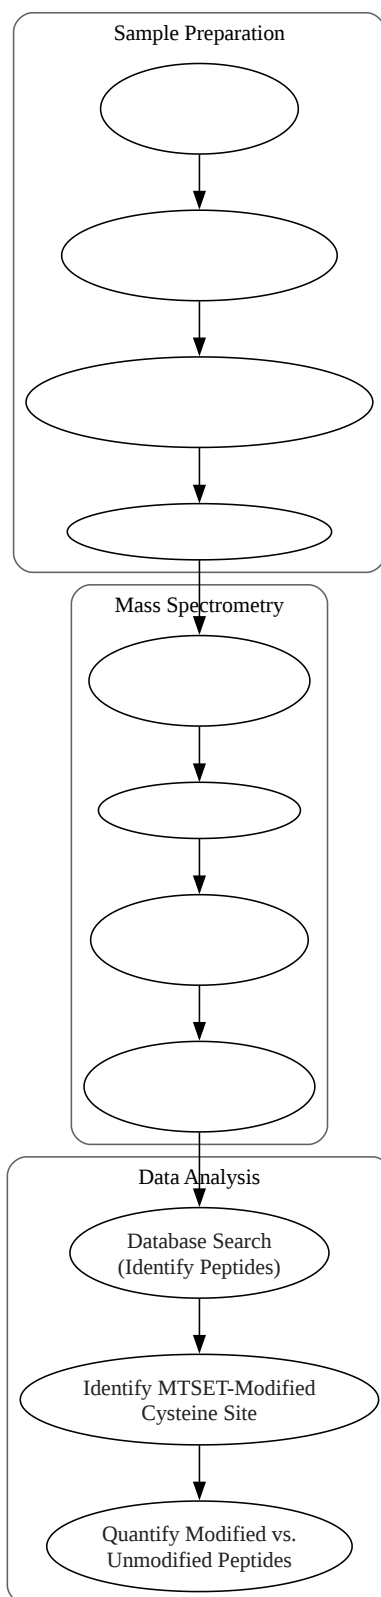 Sample Preparation
Mass Spectrometry
Data Analysis
Database Search
(Identify Peptides)
Identify MTSET-Modified
Cysteine Site
Quantify Modified vs.
Unmodified Peptides